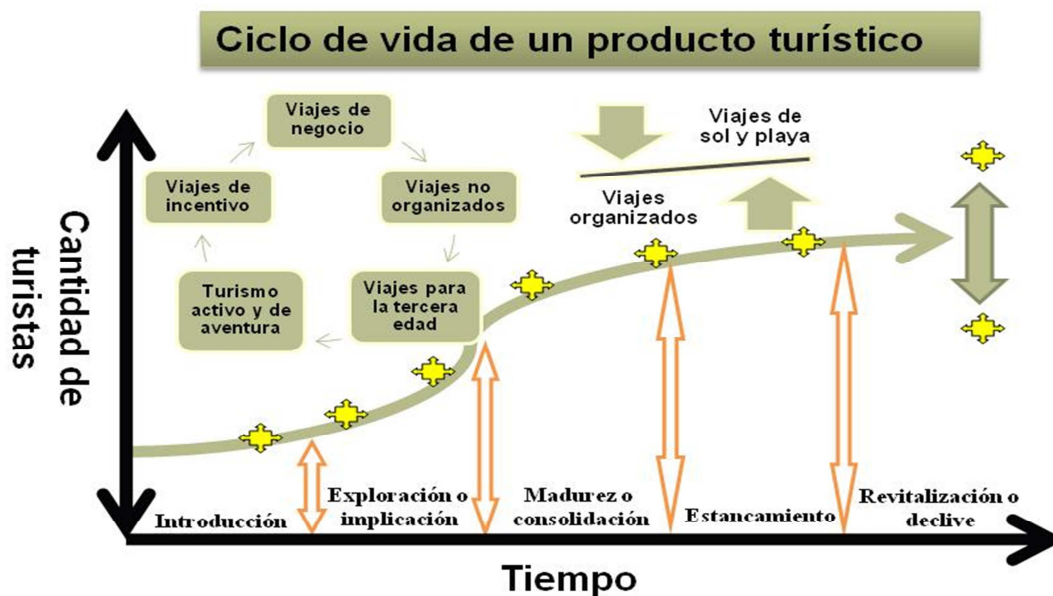 Ciclo de vida de un producto turístico
Viajes de
negocio
Viajes de
incentivo
Viajes no
organizados
Turismo
activo y de
aventura
Viajes para
la tercera
edad
Viajes de
sol y playa
Viajes
organizados
Cantidad de
turistas
Introducción
Exploración o
implicación
Madurez o
consolidación
Estancamiento
Revitalización o
declive
Tiempo